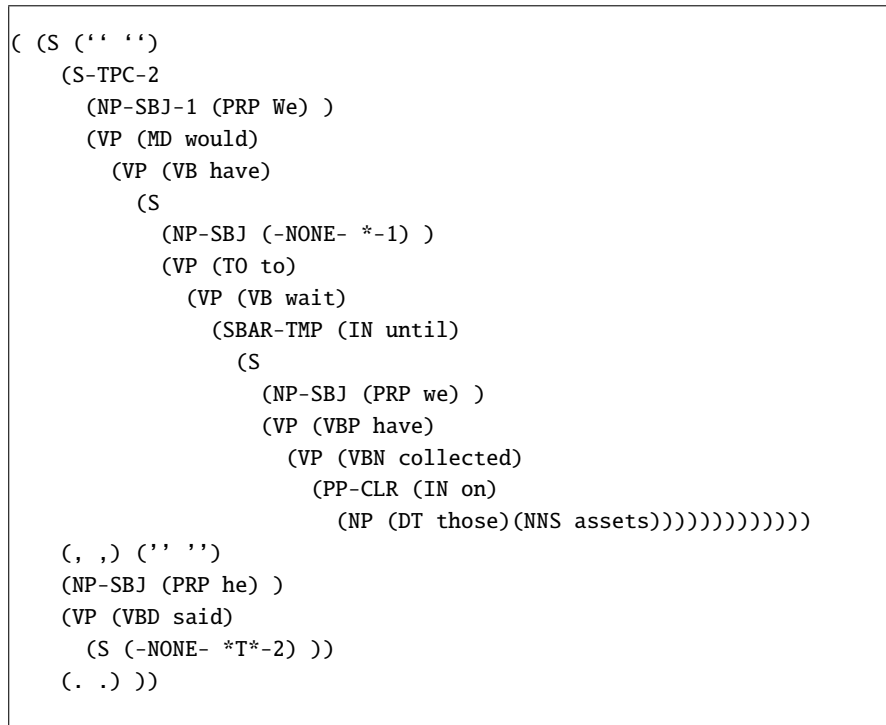 ( (S (‘‘ ‘‘)
    (S-TPC-2
      (NP-SBJ-1 (PRP We) )
      (VP (MD would)
        (VP (VB have)
          (S
            (NP-SBJ (-NONE- *-1) )
            (VP (TO to)
              (VP (VB wait)
                (SBAR-TMP (IN until)
                  (S
                    (NP-SBJ (PRP we) )
                    (VP (VBP have)
                      (VP (VBN collected)
                        (PP-CLR (IN on)
                          (NP (DT those)(NNS assets)))))))))))))
    (, ,) (’’ ’’)
    (NP-SBJ (PRP he) )
    (VP (VBD said)
      (S (-NONE- *T*-2) ))
    (. .) ))